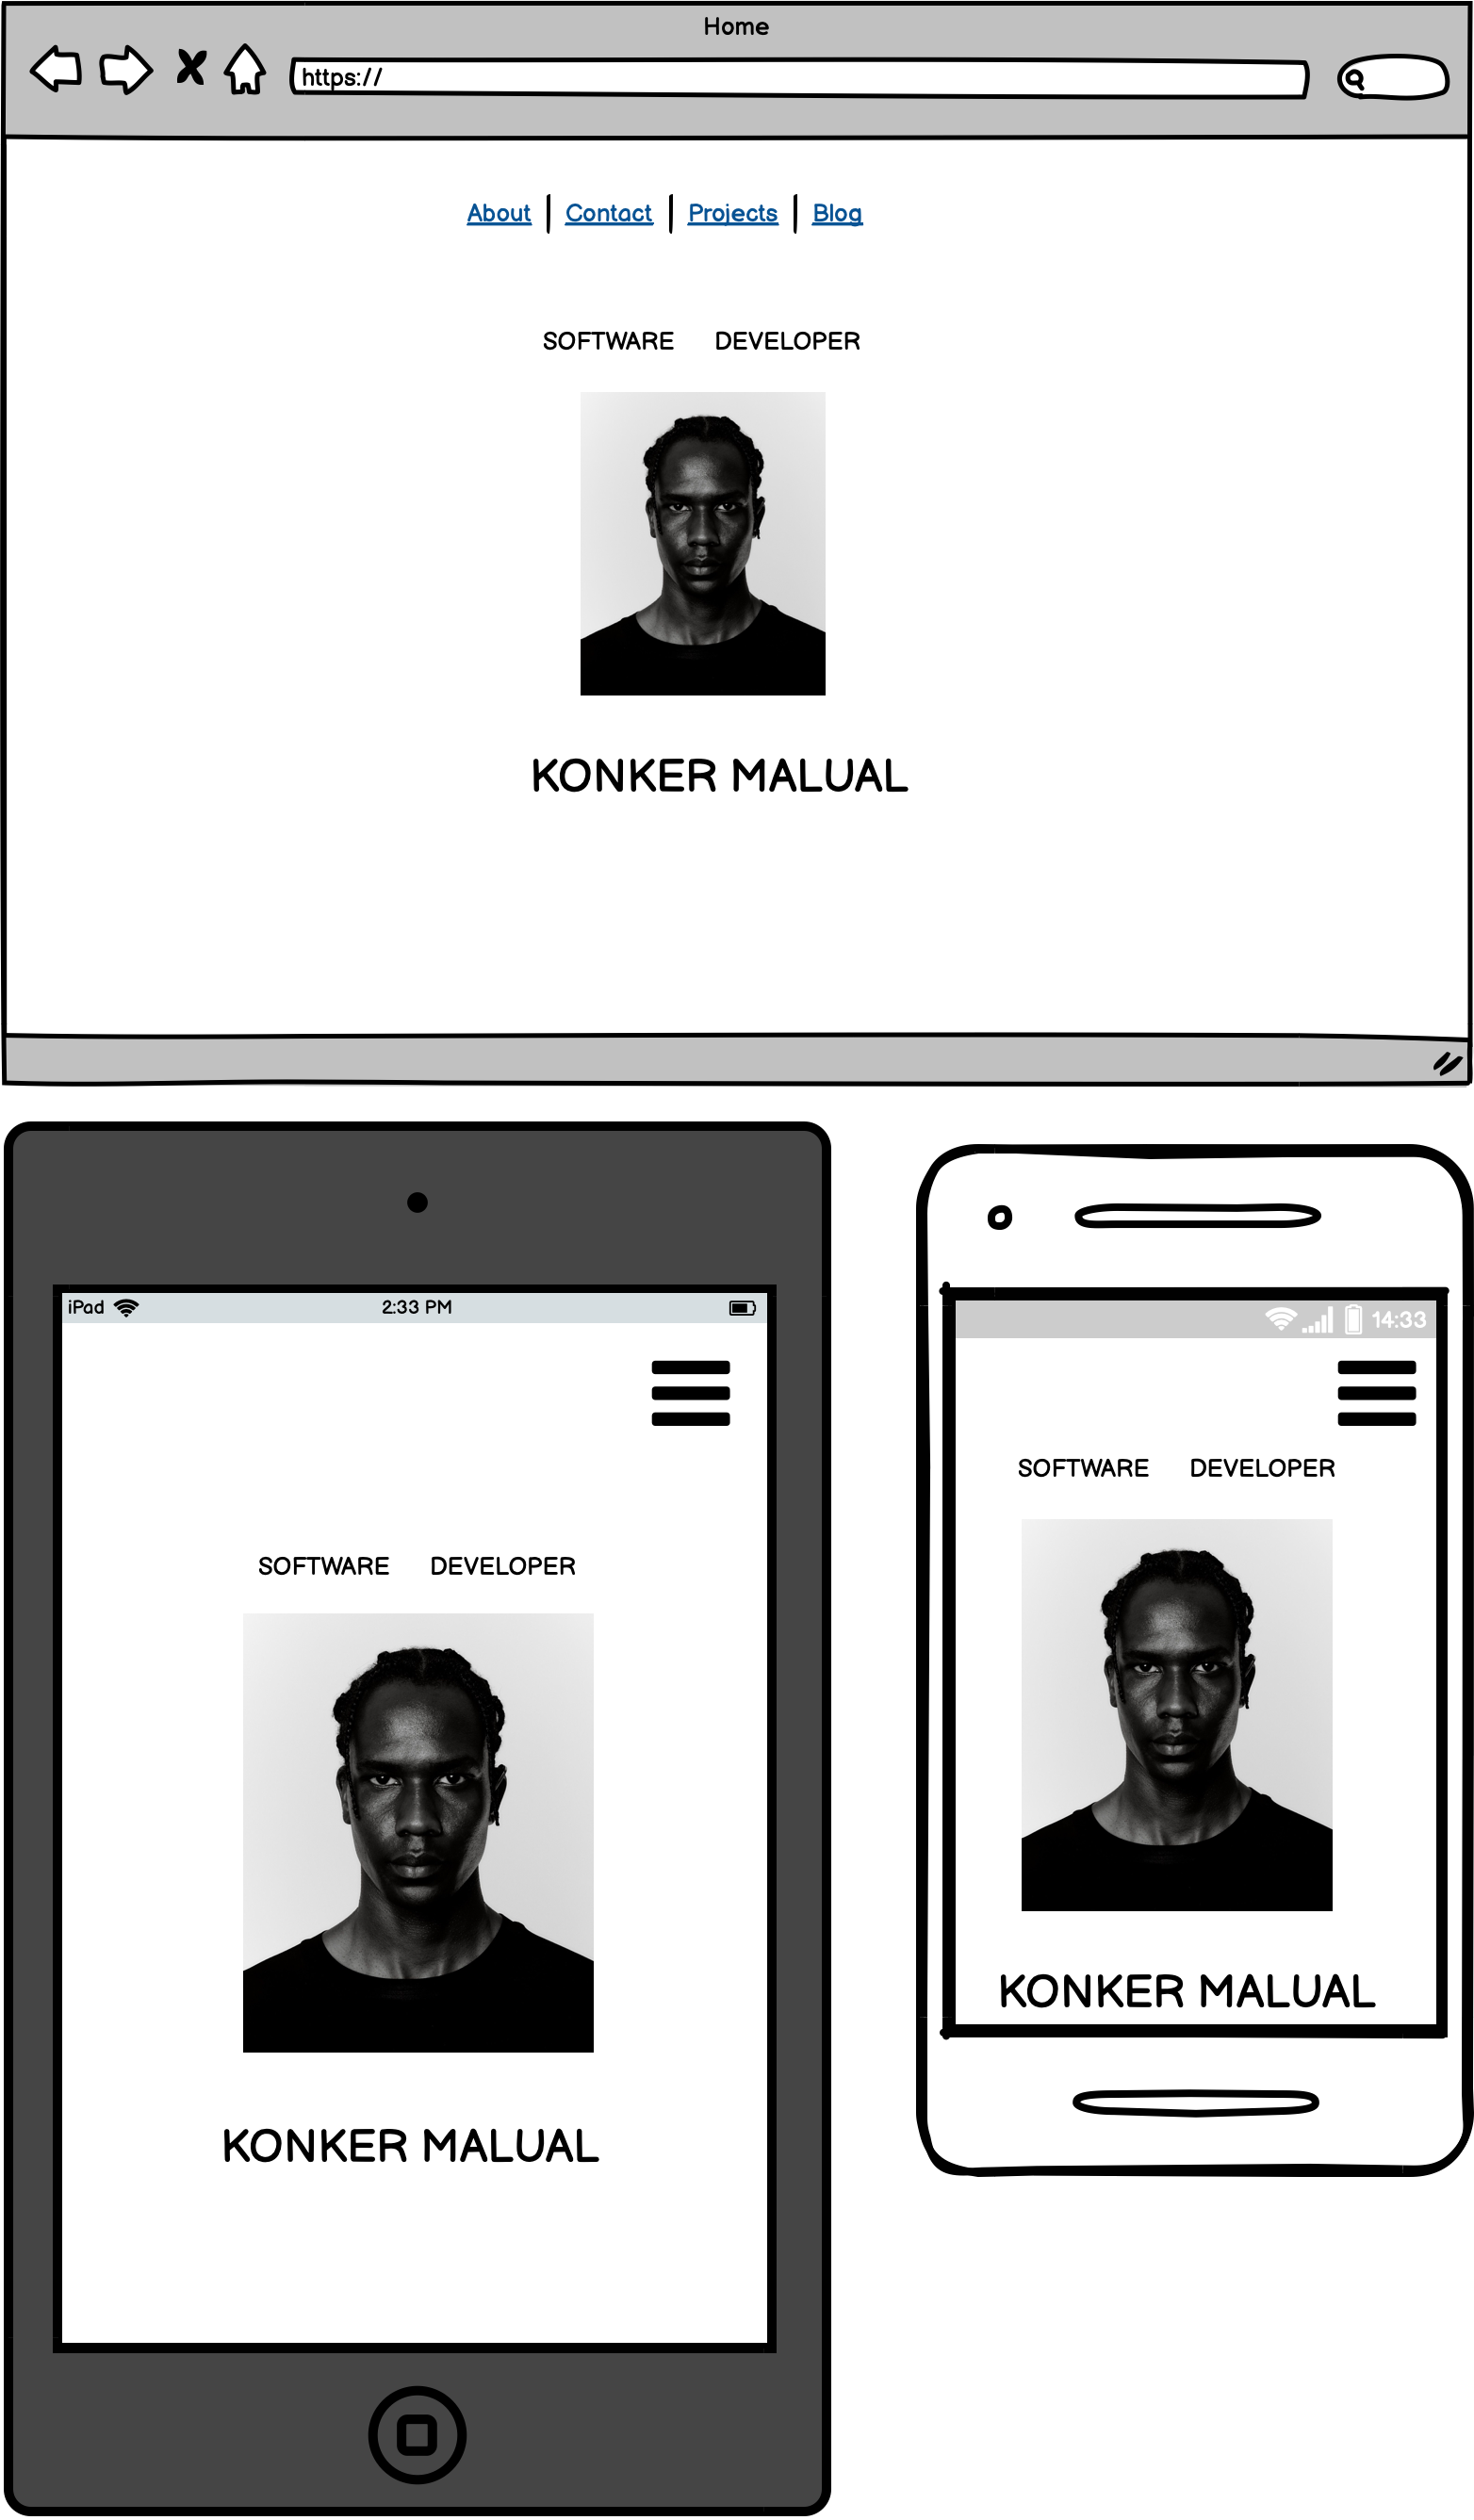 Home
https://
About | Contact | Projects | Blog
SOFTWARE DEVELOPER
KONKER MALUAL
iPad 2:33 PM
SOFTWARE DEVELOPER
KONKER MALUAL
14:33
SOFTWARE DEVELOPER
KONKER MALUAL